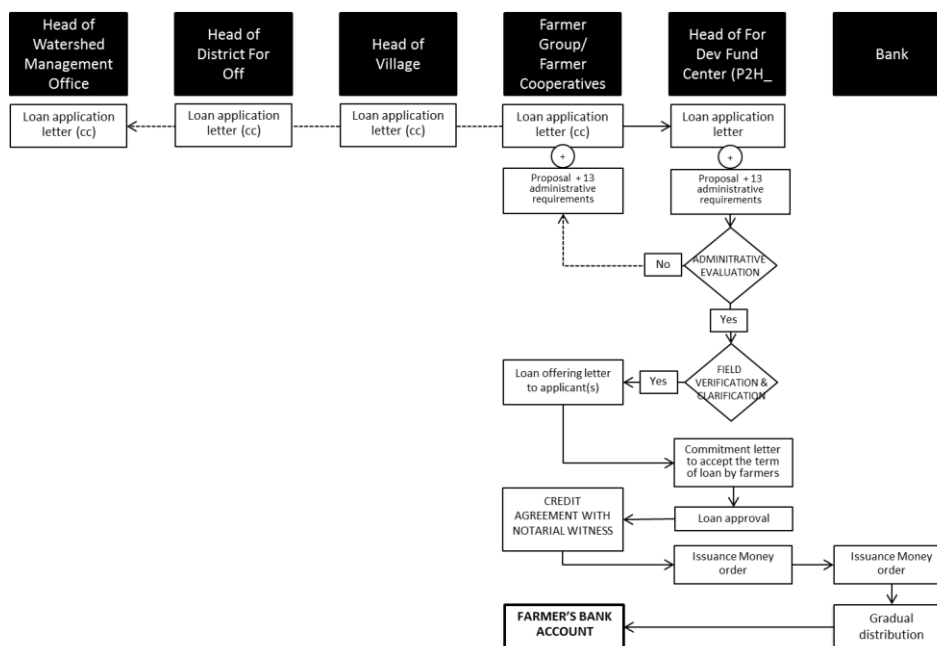 Head of
Watershed
Management
Office
Head of
District For
Off
Head of
Village
Farmer
Group/
Farmer
Cooperatives
Head of For
Dev Fund
Center (P2H_
Bank
Loan application
letter (cc)
Loan application
letter (cc)
Loan application
letter (cc)
Loan application
letter (cc)
Loan application
letter
+
+
Proposal + 13
administrative
requirements
Proposal + 13
administrative
requirements
No
ADMINITRATIVE
EVALUATION
Yes
Loan offering letter
to applicant(s)
Yes
FIELD
VERIFICATION &
CLARIFICATION
Commitment letter
to accept the term
of loan by farmers
CREDIT
AGREEMENT WITH
NOTARIAL WITNESS
Loan approval
Issuance Money
order
Issuance Money
order
FARMER'S BANK
ACCOUNT
Gradual
distribution